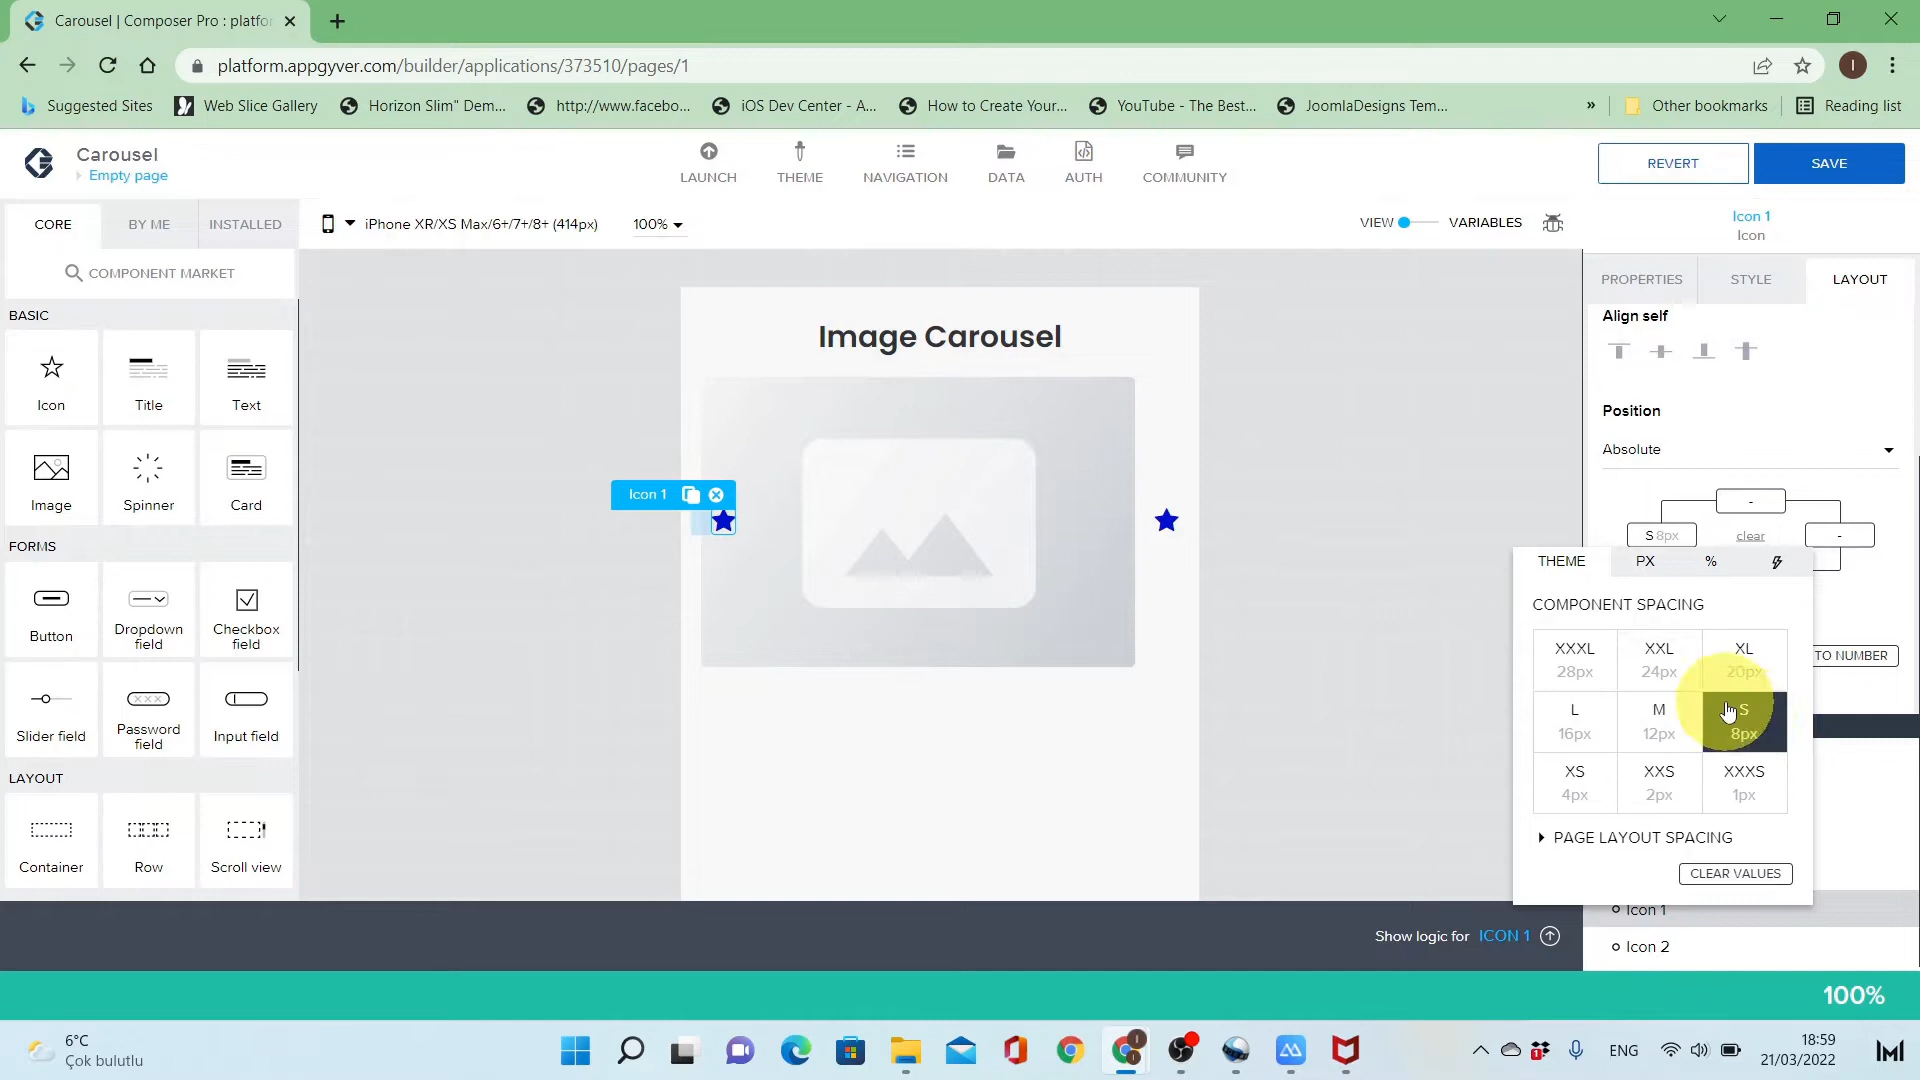 Carousel | Composer Pro : platfo
platform.appgyver.com/builder/applications/373510/pages/1
Suggested Sites
Web Slice Gallery
Horizon Slim" Dem...
http://www.facebo...
iOS Dev Center - A...
How to Create Your...
YouTube - The Best...
JoomlaDesigns Tem...
»
Other bookmarks
Reading list
Carousel
Empty page
LAUNCH
THEME
NAVIGATION
DATA
AUTH
COMMUNITY
REVERT
SAVE
CORE
BY ME
INSTALLED
iPhone XR/XS Max/6+/7+/8+ (414px)
100%
VIEW
VARIABLES
Icon 1
Icon
COMPONENT MARKET
PROPERTIES
STYLE
LAYOUT
BASIC
Icon
Title
Text
Image
Spinner
Card
FORMS
Button
Dropdown
field
Checkbox
field
Slider field
Password
field
Input field
LAYOUT
Container
Row
Scroll view
Image Carousel
Icon 1
Align self
Position
Absolute
-
S 8px
clear
-
THEME
PX
%
COMPONENT SPACING
XXXL
28px
XXL
24px
XL
20px
L
16px
M
12px
S
8px
XS
4px
XXS
2px
XXXS
1px
PAGE LAYOUT SPACING
CLEAR VALUES
TO NUMBER
Icon 1
Icon 2
Show logic for ICON 1
100%
6°C
Çok bulutlu
ENG
18:59
21/03/2022